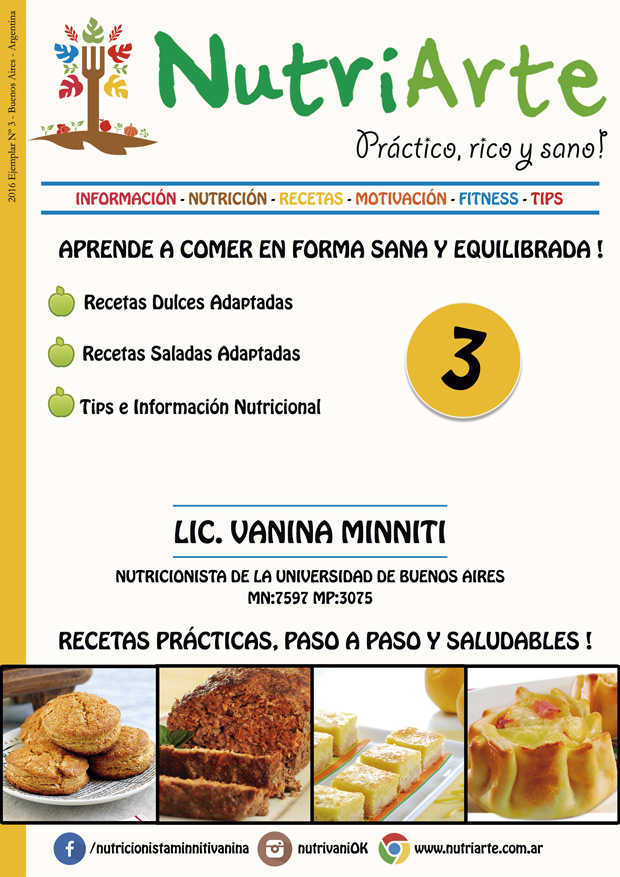 2016 Ejemplar Nº 3 - Buenos Aires - Argentina
NutriArte
Práctico, rico y sano!
INFORMACIÓN - NUTRICIÓN - RECETAS - MOTIVACIÓN - FITNESS - TIPS
APRENDE A COMER EN FORMA SANA Y EQUILIBRADA !
Recetas Dulces Adaptadas
Recetas Saladas Adaptadas
Tips e Información Nutricional
3
LIC. VANINA MINNITI
NUTRICIONISTA DE LA UNIVERSIDAD DE BUENOS AIRES
MN:7597 MP:3075
RECETAS PRÁCTICAS, PASO A PASO Y SALUDABLES !
/nutricionistaminnitivanina nutrivaniOK www.nutriarte.com.ar